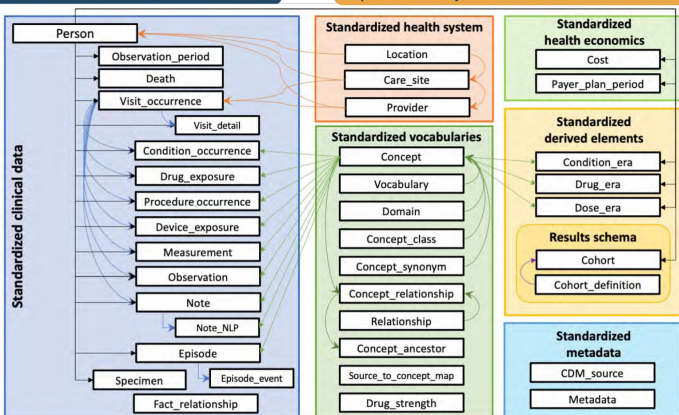 Standardized clinical data
Person
Observation_period
Death
Visit_occurrence
Visit_detail
Condition_occurrence
Drug_exposure
Procedure occurrence
Device_exposure
Measurement
Observation
Note
Note_NLP
Episode
Specimen
Episode_event
Fact_relationship
Standardized health system
Location
Care_site
Provider
Standardized vocabularies
Concept
Vocabulary
Domain
Concept_class
Concept_synonym
Concept_relationship
Relationship
Concept_ancestor
Source_to_concept_map
Drug_strength
Standardized
health economics
Cost
Payer_plan_period
Standardized
derived elements
Condition_era
Drug_era
Dose_era
Results schema
Cohort
Cohort_definition
Standardized
metadata
CDM_source
Metadata